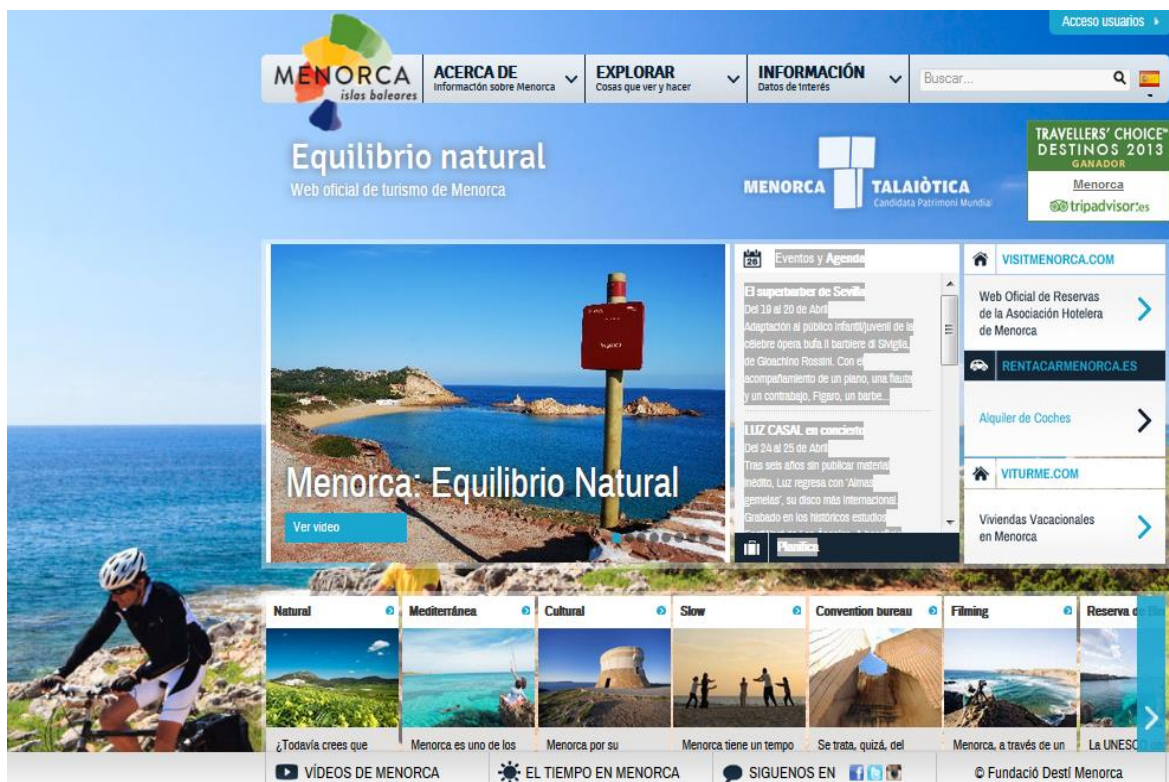 Acceso usuarios
MENORCA
islas baleares
ACERCA DE
Información sobre Menorca
EXPLORAR
Cosas que ver y hacer
INFORMACIÓN
Datos de interés
Buscar...
Equilibrio natural
Web oficial de turismo de Menorca
MENORCA TALAIÒTICA
Candidata Patrimoni Mundial
TRAVELLERS' CHOICE™
DESTINOS 2013
GANADOR
Menorca
tripadvisor.es
Menorca: Equilibrio Natural
Ver video
26 Eventos y Agenda
El superbarber de Sevilla
Del 19 al 20 de Abril
Adaptación al público infantil/juvenil de la
célebre ópera bufa Il barbiere di Siviglia,
de Gioachino Rossini. Con el
acompañamiento de un piano, una flauta
y un contrabajo, Fígaro, un barbe...
LUZ CASAL en concierto
Del 24 al 25 de Abril
Tras seis años sin publicar material
inédito, Luz regresa con 'Almas
gemelas', su disco más internacional.
Grabado en los históricos estudios
Planifica
VISITMENORCA.COM
Web Oficial de Reservas
de la Asociación Hotelera
de Menorca
RENTACARMENORCA.ES
Alquiler de Coches
VITURME.COM
Viviendas Vacacionales
en Menorca
Natural
Mediterránea
Cultural
Slow
Convention bureau
Filming
Reserva de
¿Todavía crees que
Menorca es uno de los
Menorca por su
Menorca tiene un tempo
Se trata, quizá, del
Menorca, a través de un
La UNESCO
VÍDEOS DE MENORCA
EL TIEMPO EN MENORCA
SIGUENOS EN
© Fundació Destí Menorca